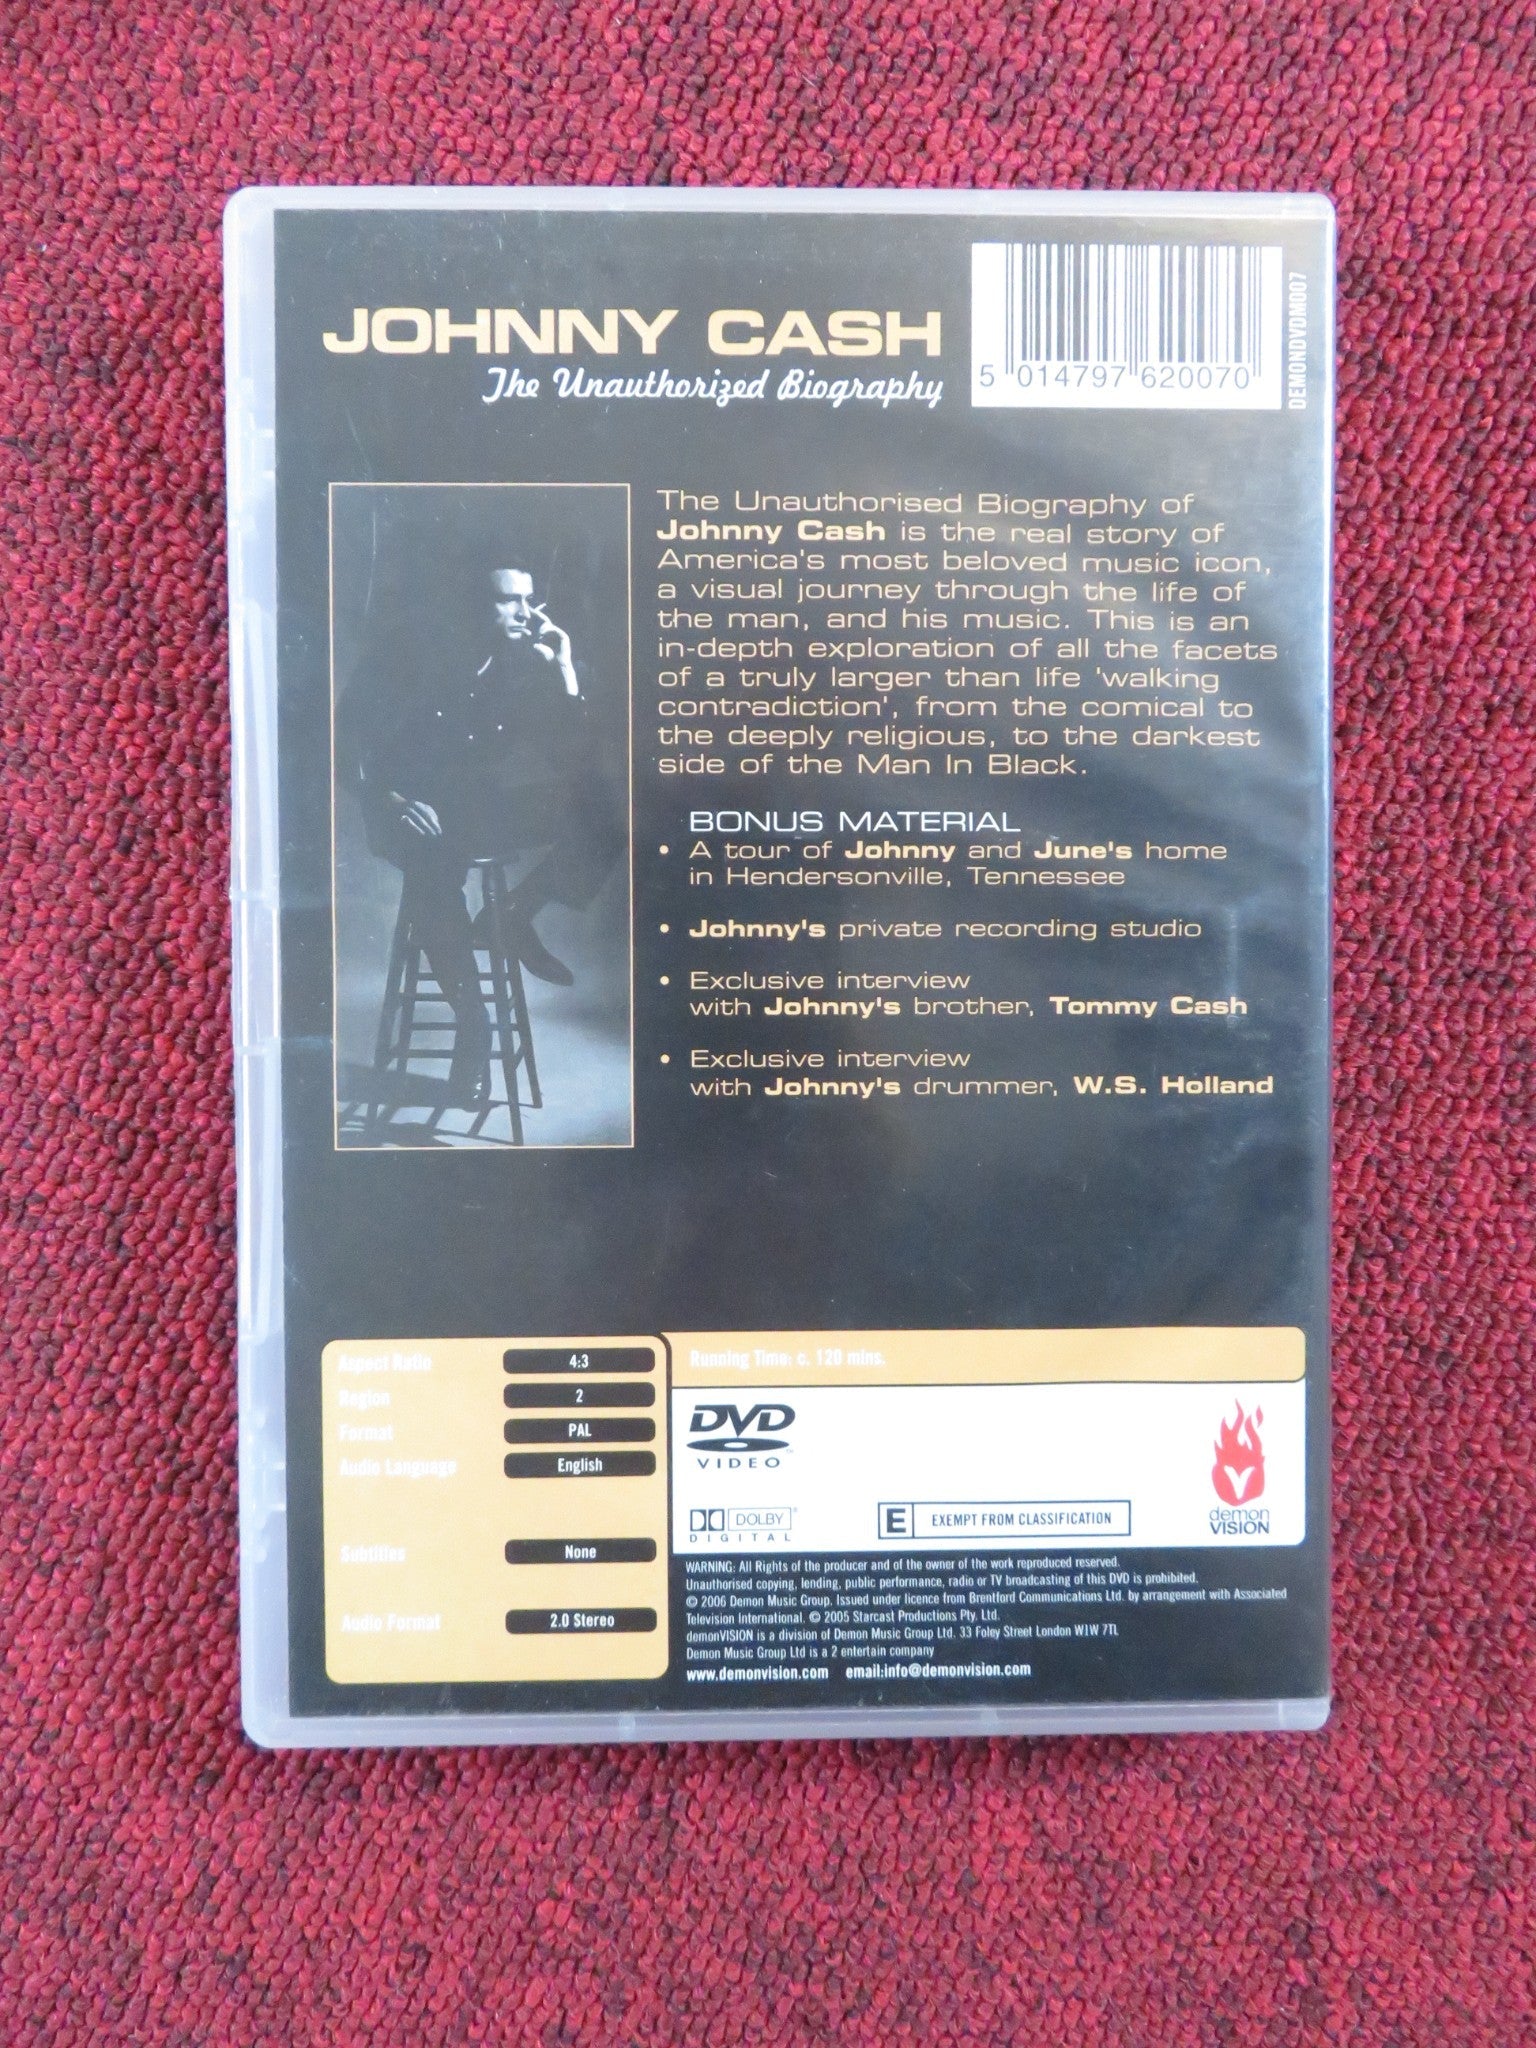 JOHNNY CASH
The Unauthorized Biography
5 014797 620070
DEMONDVDM007
The Unauthorised Biography of
Johnny Cash is the real story of
America's most beloved music icon,
a visual journey through the life of
the man, and his music. This is an
in-depth exploration of all the facets
of a truly larger than life 'walking
contradiction', from the comical to
the deeply religious, to the darkest
side of the Man In Black.
BONUS MATERIAL
• A tour of Johnny and June's home
in Hendersonville, Tennessee
• Johnny's private recording studio
• Exclusive interview
with Johnny's brother, Tommy Cash
• Exclusive interview
with Johnny's drummer, W.S. Holland
Aspect Ratio 4:3
Region 2
Format PAL
Audio Language English
Subtitles None
Audio Format 2.0 Stereo
Running Time: c. 120 mins.
DVD
VIDEO
DOLBY
DIGITAL
E EXEMPT FROM CLASSIFICATION
demon
VISION
WARNING: All Rights of the producer and of the owner of the work reproduced reserved.
Unauthorised copying, lending, public performance, radio or TV broadcasting of this DVD is prohibited.
© 2006 Demon Music Group. Issued under licence from Brentford Communications Ltd. by arrangement with Associated
Television International. © 2005 Starcast Productions Pty. Ltd.
demonVISION is a division of Demon Music Group Ltd. 33 Foley Street London W1W 7TL
Demon Music Group Ltd is a 2 entertain company
www.demonvision.com email:info@demonvision.com